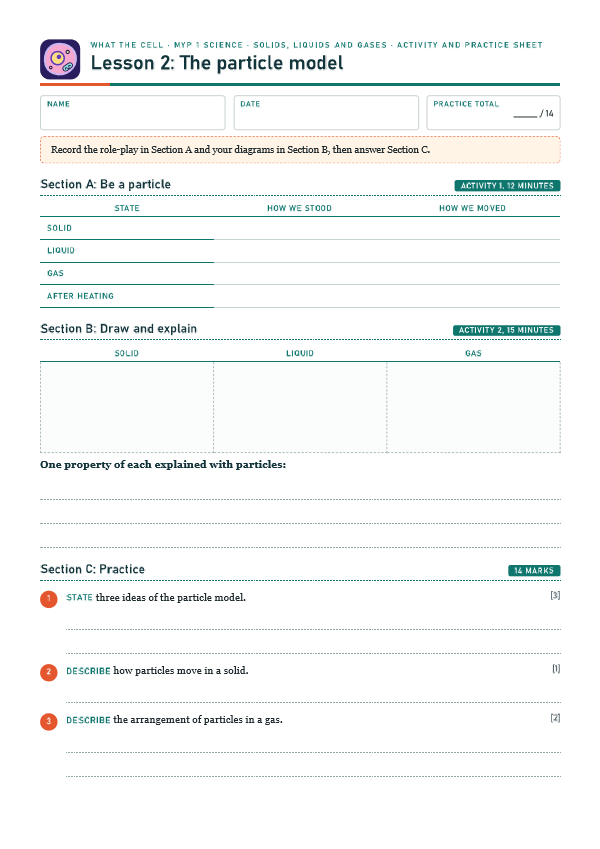 WHAT THE CELL · MYP 1 SCIENCE · SOLIDS, LIQUIDS AND GASES · ACTIVITY AND PRACTICE SHEET
Lesson 2: The particle model
NAME
DATE
PRACTICE TOTAL
_____ / 14
Record the role-play in Section A and your diagrams in Section B, then answer Section C.
Section A: Be a particle
ACTIVITY 1, 12 MINUTES
STATE HOW WE STOOD HOW WE MOVED
SOLID
LIQUID
GAS
AFTER HEATING
Section B: Draw and explain
ACTIVITY 2, 15 MINUTES
SOLID LIQUID GAS
One property of each explained with particles:
Section C: Practice
14 MARKS
1 STATE three ideas of the particle model. [3]
2 DESCRIBE how particles move in a solid. [1]
3 DESCRIBE the arrangement of particles in a gas. [2]